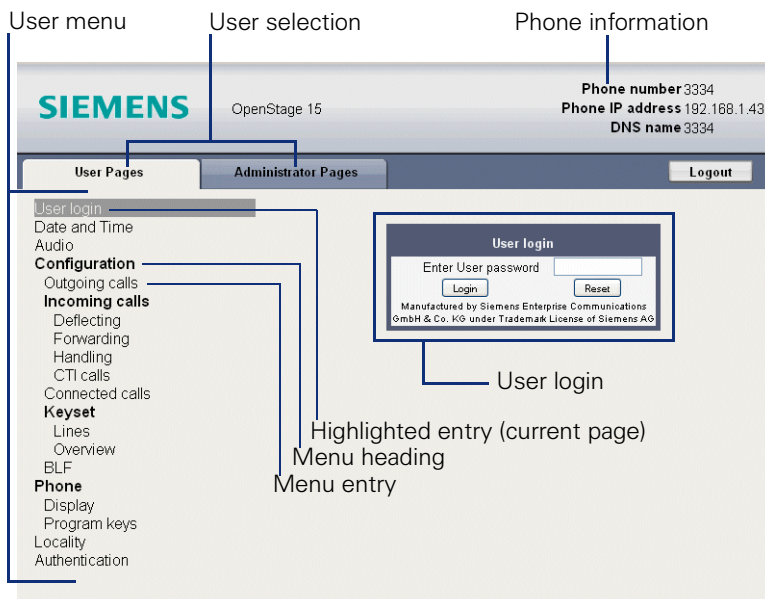 User menu
User selection
Phone information
SIEMENS
OpenStage 15
Phone number 3334
Phone IP address 192.168.1.43
DNS name 3334
User Pages
Administrator Pages
Logout
User login
Date and Time
Audio
Configuration
Outgoing calls
Incoming calls
Deflecting
Forwarding
Handling
CTI calls
Connected calls
Keyset
Lines
Overview
BLF
Phone
Display
Program keys
Locality
Authentication
User login
Enter User password
Login
Reset
Manufactured by Siemens Enterprise Communications
GmbH & Co. KG under Trademark License of Siemens AG
User login
Highlighted entry (current page)
Menu heading
Menu entry